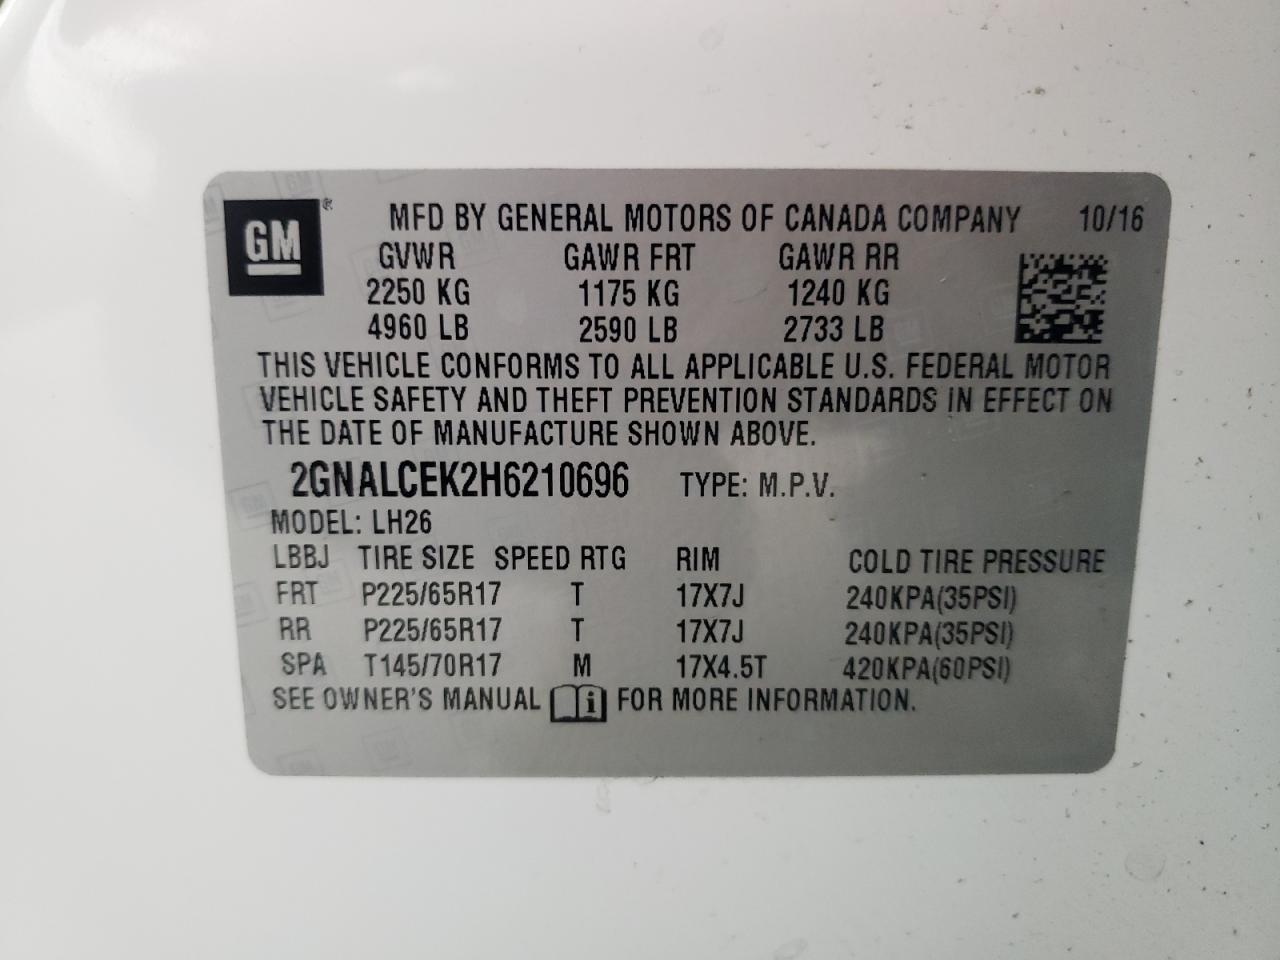 GM ® MFD BY GENERAL MOTORS OF CANADA COMPANY 10/16
GVWR GAWR FRT GAWR RR
2250 KG 1175 KG 1240 KG
4960 LB 2590 LB 2733 LB
THIS VEHICLE CONFORMS TO ALL APPLICABLE U.S. FEDERAL MOTOR
VEHICLE SAFETY AND THEFT PREVENTION STANDARDS IN EFFECT ON
THE DATE OF MANUFACTURE SHOWN ABOVE.
2GNALCEK2H6210696 TYPE: M.P.V.
MODEL: LH26
LBBJ TIRE SIZE SPEED RTG RIM COLD TIRE PRESSURE
FRT P225/65R17 T 17X7J 240KPA(35PSI)
RR P225/65R17 T 17X7J 240KPA(35PSI)
SPA T145/70R17 M 17X4.5T 420KPA(60PSI)
SEE OWNER'S MANUAL i FOR MORE INFORMATION.